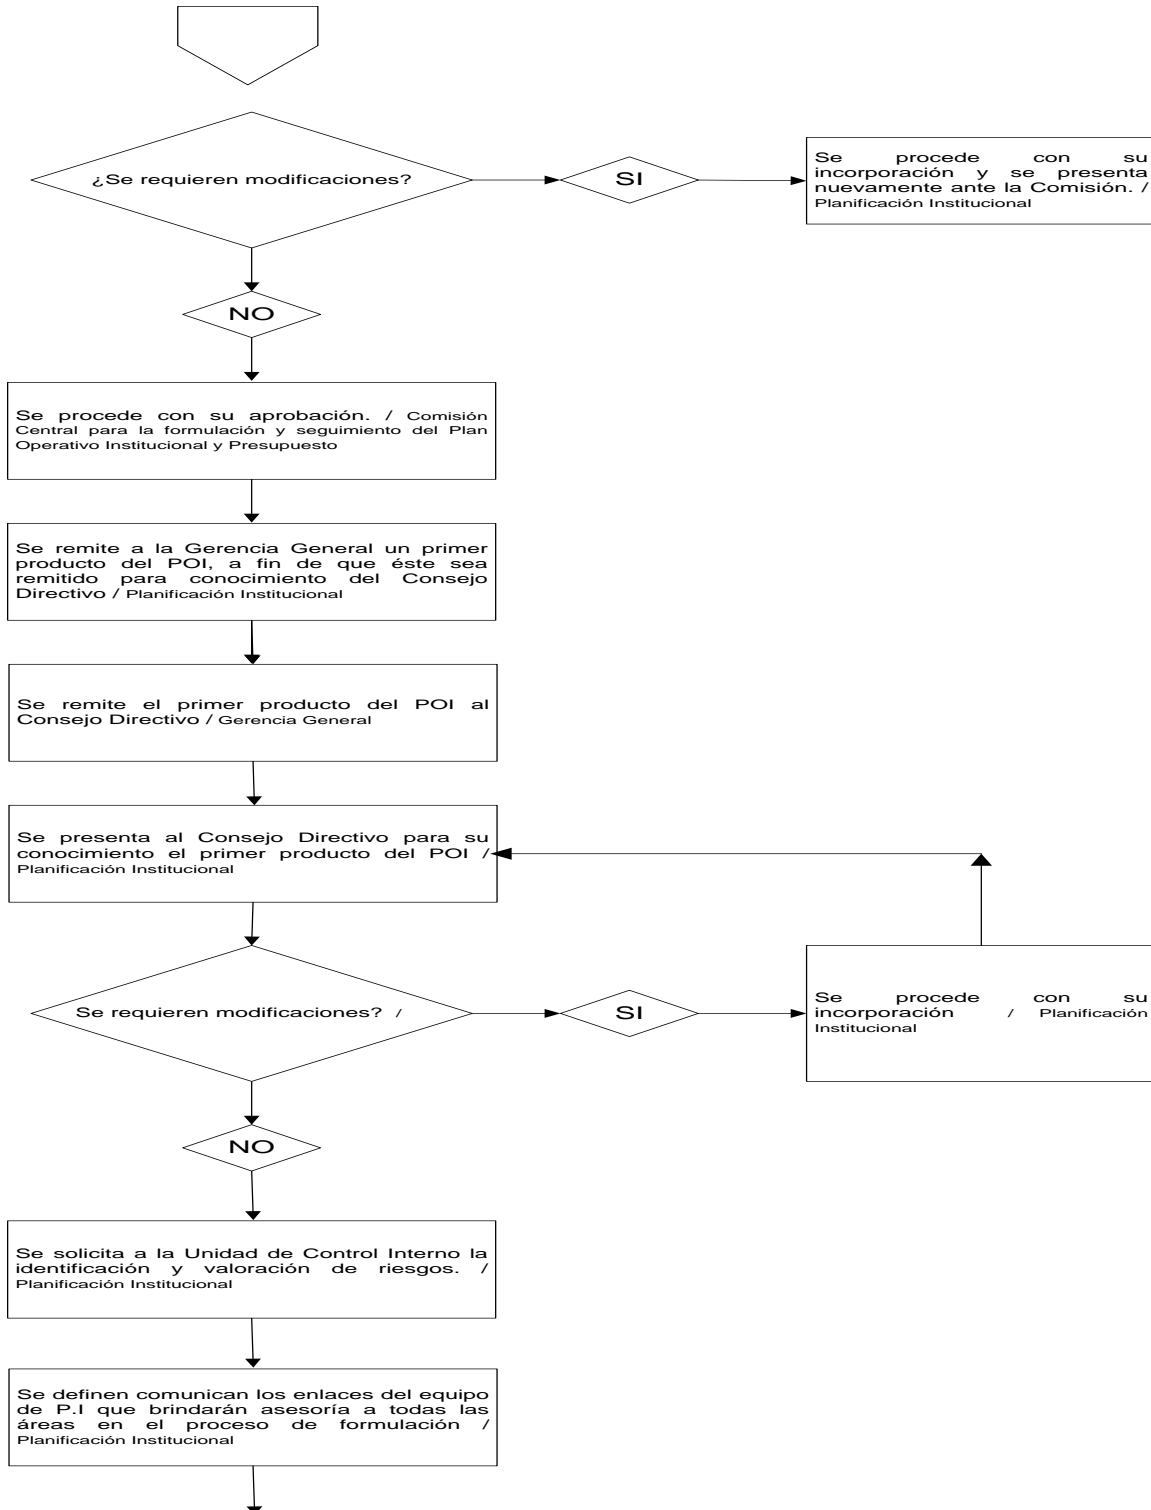 ¿Se requieren modificaciones?
SI
Se procede con su
incorporación y se presenta
nuevamente ante la Comisión. /
Planificación Institucional
NO
Se procede con su aprobación. / Comisión
Central para la formulación y seguimiento del Plan
Operativo Institucional y Presupuesto
Se remite a la Gerencia General un primer
producto del POI, a fin de que éste sea
remitido para conocimiento del Consejo
Directivo / Planificación Institucional
Se remite el primer producto del POI al
Consejo Directivo / Gerencia General
Se presenta al Consejo Directivo para su
conocimiento el primer producto del POI /
Planificación Institucional
Se requieren modificaciones? /
SI
Se procede con su
incorporación / Planificación
Institucional
NO
Se solicita a la Unidad de Control Interno la
identificación y valoración de riesgos. /
Planificación Institucional
Se definen comunican los enlaces del equipo
de P.I que brindarán asesoría a todas las
áreas en el proceso de formulación /
Planificación Institucional